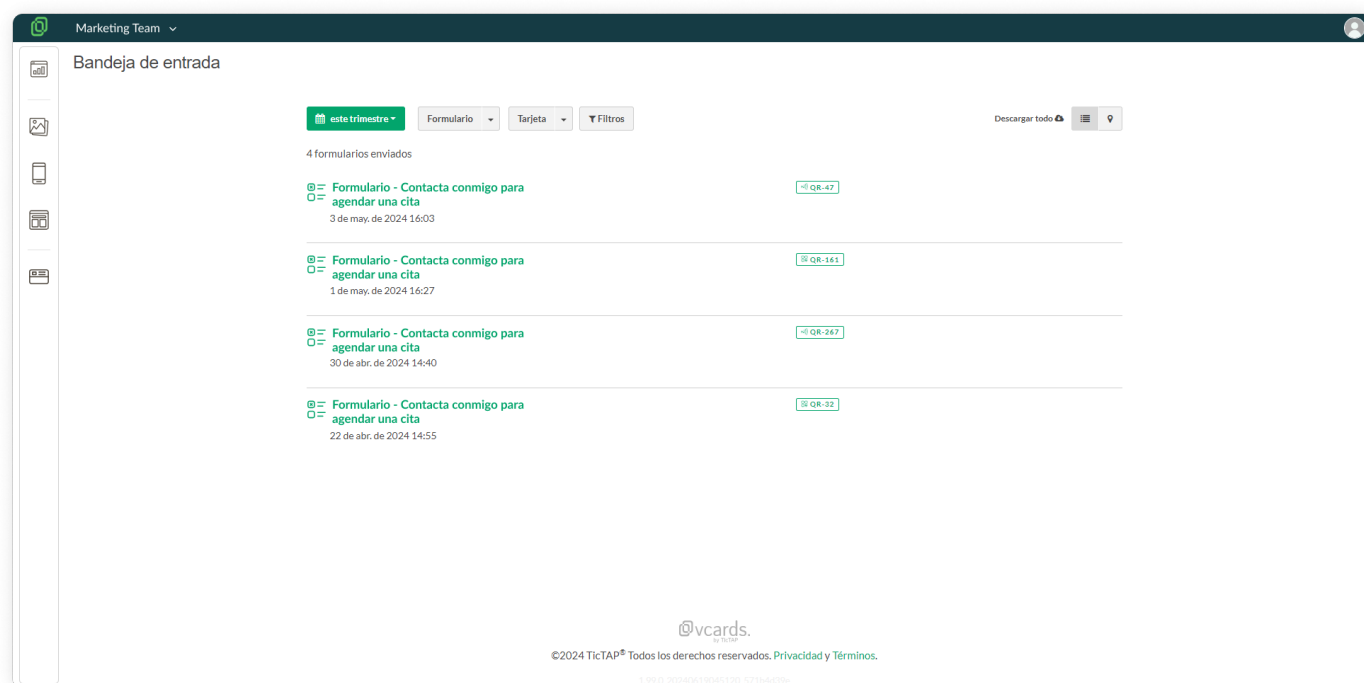 Marketing Team
Bandeja de entrada
este trimestre
Formulario
Tarjeta
Filtros
Descargar todo
4 formularios enviados
Formulario - Contacta conmigo para
agendar una cita
QR-47
3 de may. de 2024 16:03
Formulario - Contacta conmigo para
agendar una cita
QR-161
1 de may. de 2024 16:27
Formulario - Contacta conmigo para
agendar una cita
QR-267
30 de abr. de 2024 14:40
Formulario - Contacta conmigo para
agendar una cita
QR-32
22 de abr. de 2024 14:55
vcards.
by TicTAP
©2024 TicTAP® Todos los derechos reservados. Privacidad y Términos.